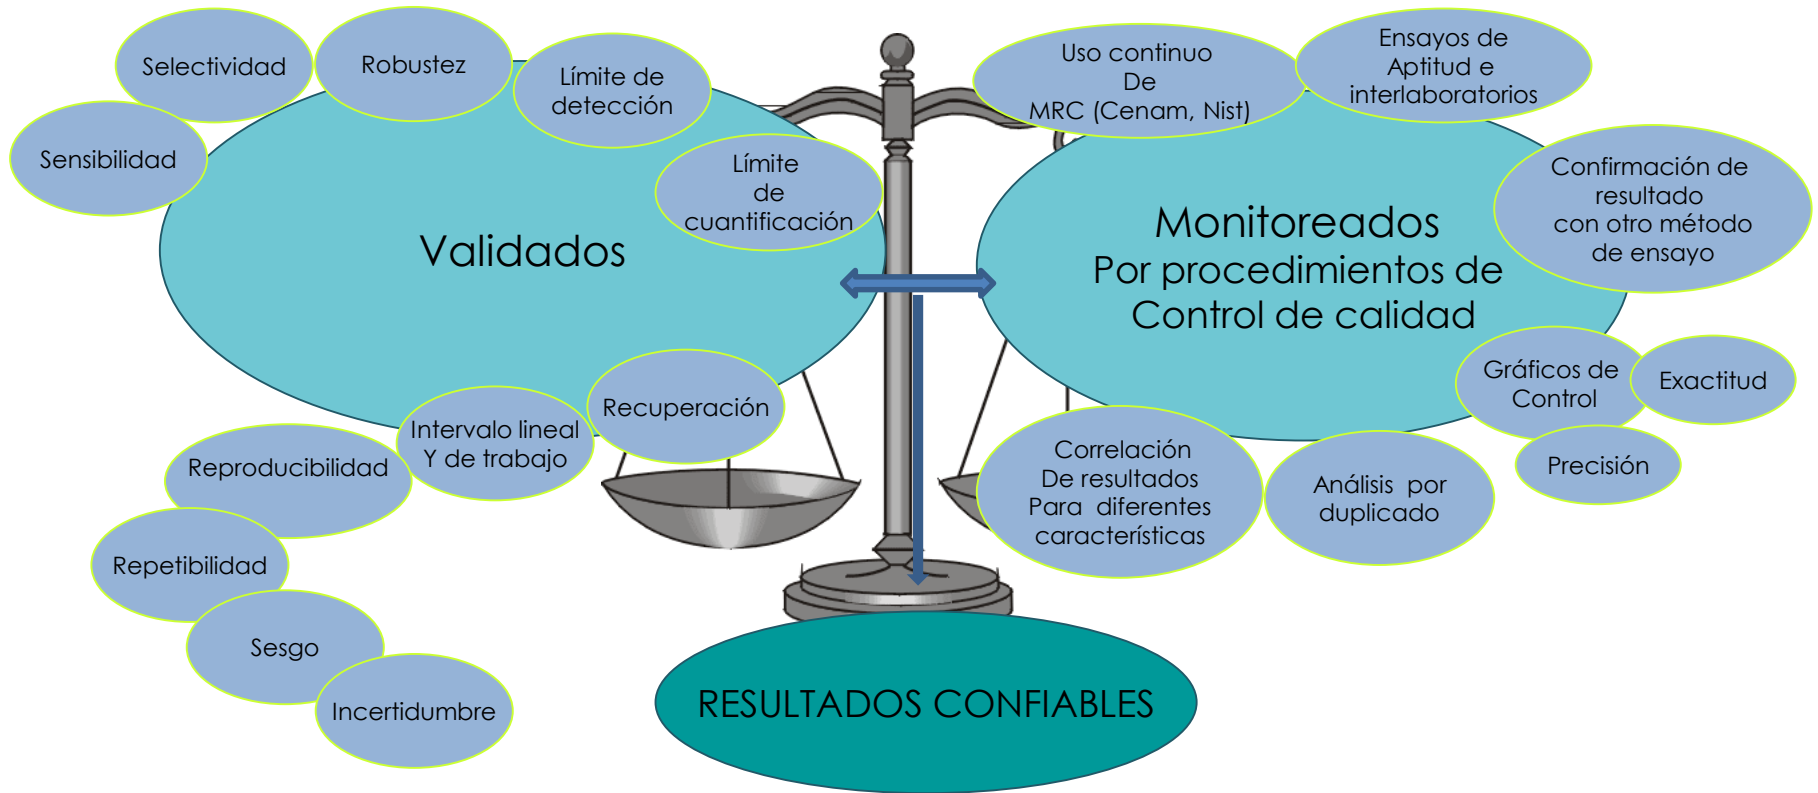 Selectividad
Robustez
Límite de
detección
Sensibilidad
Límite
de
cuantificación
Validados
Recuperación
Intervalo lineal
Y de trabajo
Reproducibilidad
Repetibilidad
Sesgo
Incertidumbre
Uso continuo
De
MRC (Cenam, Nist)
Ensayos de
Aptitud e
interlaboratorios
Confirmación de
resultado
con otro método
de ensayo
Monitoreados
Por procedimientos de
Control de calidad
Gráficos de
Control
Exactitud
Precisión
Análisis por
duplicado
Correlación
De resultados
Para diferentes
características
RESULTADOS CONFIABLES